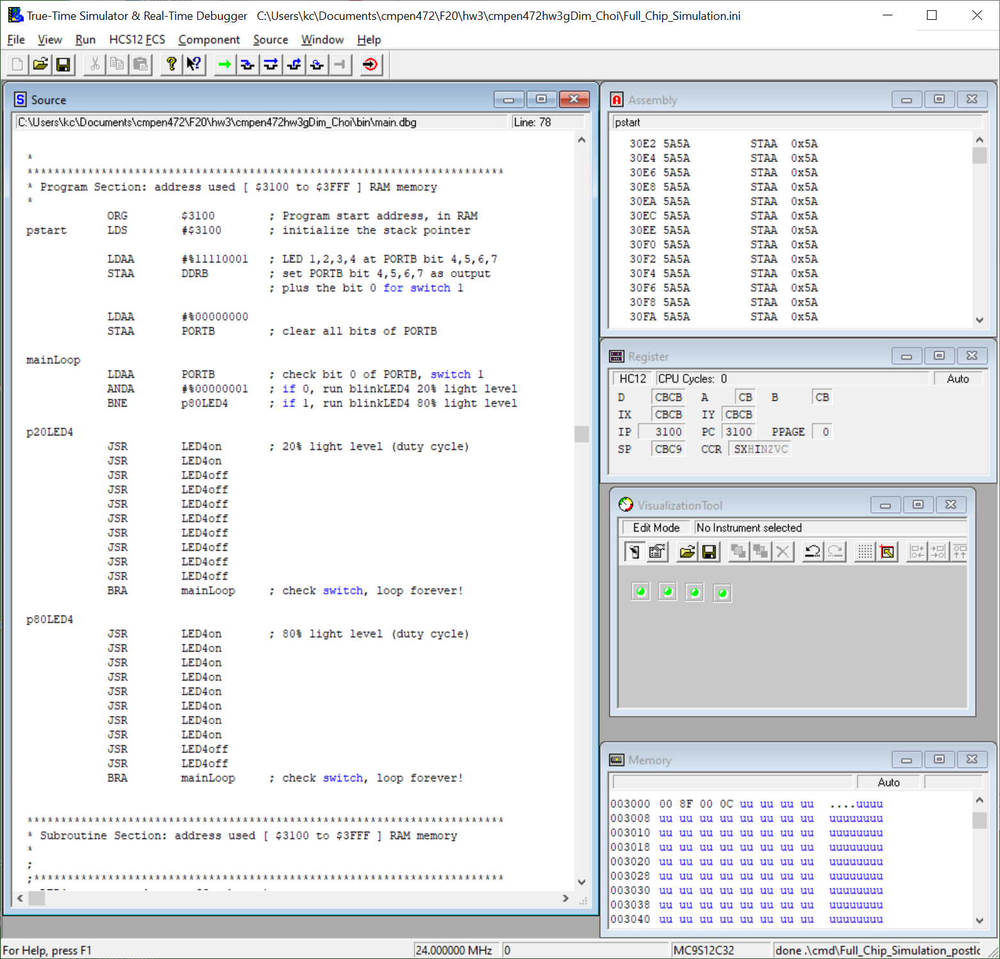 True-Time Simulator & Real-Time Debugger   C:\Users\kc\Documents\cmpen472\F20\hw3\cmpen472hw3gDim_Choi\Full_Chip_Simulation.ini
File View Run HCS12 FCS Component Source Window Help
Source
C:\Users\kc\Documents\cmpen472\F20\hw3\cmpen472hw3gDim_Choi\bin\main.dbg Line: 78
*
***********************************************************************
* Program Section: address used [ $3100 to $3FFF ] RAM memory
*
ORG $3100 ; Program start address, in RAM
pstart LDS #$3100 ; initialize the stack pointer
LDAA #%11110001 ; LED 1,2,3,4 at PORTB bit 4,5,6,7
STAA DDRB ; set PORTB bit 4,5,6,7 as output
; plus the bit 0 for switch 1
LDAA #%00000000
STAA PORTB ; clear all bits of PORTB
mainLoop
LDAA PORTB ; check bit 0 of PORTB, switch 1
ANDA #%00000001 ; if 0, run blinkLED4 20% light level
BNE p80LED4 ; if 1, run blinkLED4 80% light level
p20LED4
JSR LED4on ; 20% light level (duty cycle)
JSR LED4on
JSR LED4off
JSR LED4off
JSR LED4off
JSR LED4off
JSR LED4off
JSR LED4off
JSR LED4off
JSR LED4off
BRA mainLoop ; check switch, loop forever!
p80LED4
JSR LED4on ; 80% light level (duty cycle)
JSR LED4on
JSR LED4on
JSR LED4on
JSR LED4on
JSR LED4on
JSR LED4on
JSR LED4on
JSR LED4off
JSR LED4off
BRA mainLoop ; check switch, loop forever!
***********************************************************************
* Subroutine Section: address used [ $3100 to $3FFF ] RAM memory
*
;
;**********************************************************************
Assembly
pstart
30E2 5A5A STAA 0x5A
30E4 5A5A STAA 0x5A
30E6 5A5A STAA 0x5A
30E8 5A5A STAA 0x5A
30EA 5A5A STAA 0x5A
30EC 5A5A STAA 0x5A
30EE 5A5A STAA 0x5A
30F0 5A5A STAA 0x5A
30F2 5A5A STAA 0x5A
30F4 5A5A STAA 0x5A
30F6 5A5A STAA 0x5A
30F8 5A5A STAA 0x5A
30FA 5A5A STAA 0x5A
Register
HC12 CPU Cycles: 0 Auto
D CBCB A CB B CB
IX CBCB IY CBCB
IP 3100 PC 3100 PPAGE 0
SP CBC9 CCR SXHINZVC
VisualizationTool
Edit Mode No Instrument selected
Memory
Auto
003000 00 8F 00 0C uu uu uu uu ....uuuu
003008 uu uu uu uu uu uu uu uu uuuuuuuu
003010 uu uu uu uu uu uu uu uu uuuuuuuu
003018 uu uu uu uu uu uu uu uu uuuuuuuu
003020 uu uu uu uu uu uu uu uu uuuuuuuu
003028 uu uu uu uu uu uu uu uu uuuuuuuu
003030 uu uu uu uu uu uu uu uu uuuuuuuu
003038 uu uu uu uu uu uu uu uu uuuuuuuu
003040 uu uu uu uu uu uu uu uu uuuuuuuu
For Help, press F1 24.000000 MHz 0 MC9S12C32 done .\cmd\Full_Chip_Simulation_postlc